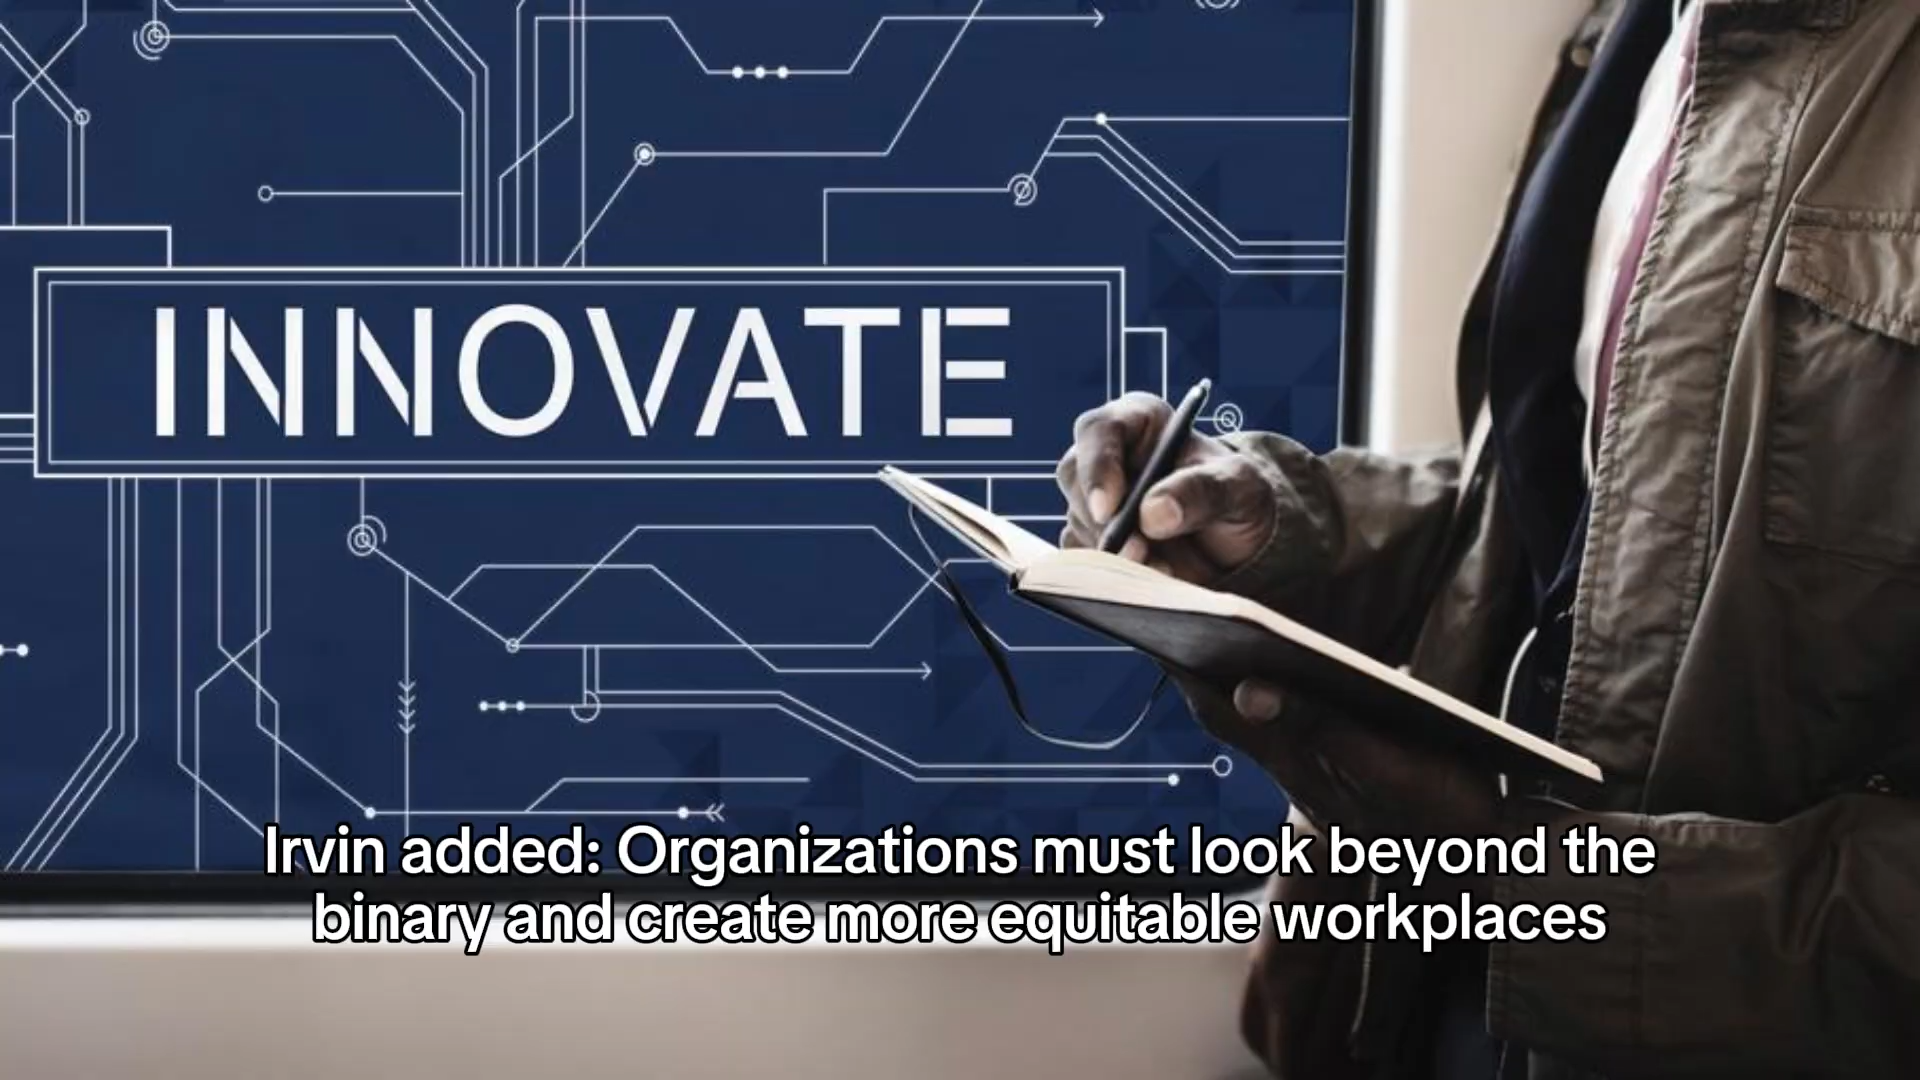 INNOVATE
Irvin added: Organizations must look beyond the
binary and create more equitable workplaces